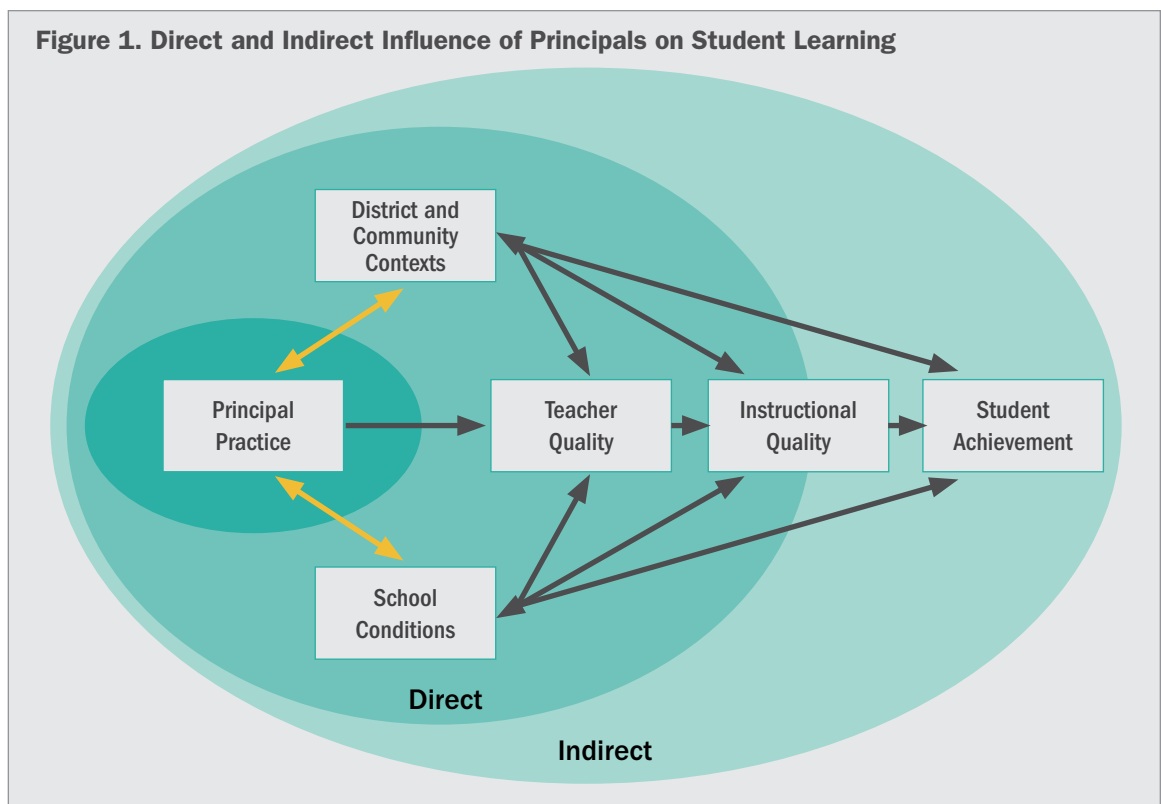 Figure 1. Direct and Indirect Influence of Principals on Student Learning
District and
Community
Contexts
Principal
Practice
Teacher
Quality
Instructional
Quality
Student
Achievement
School
Conditions
Direct
Indirect